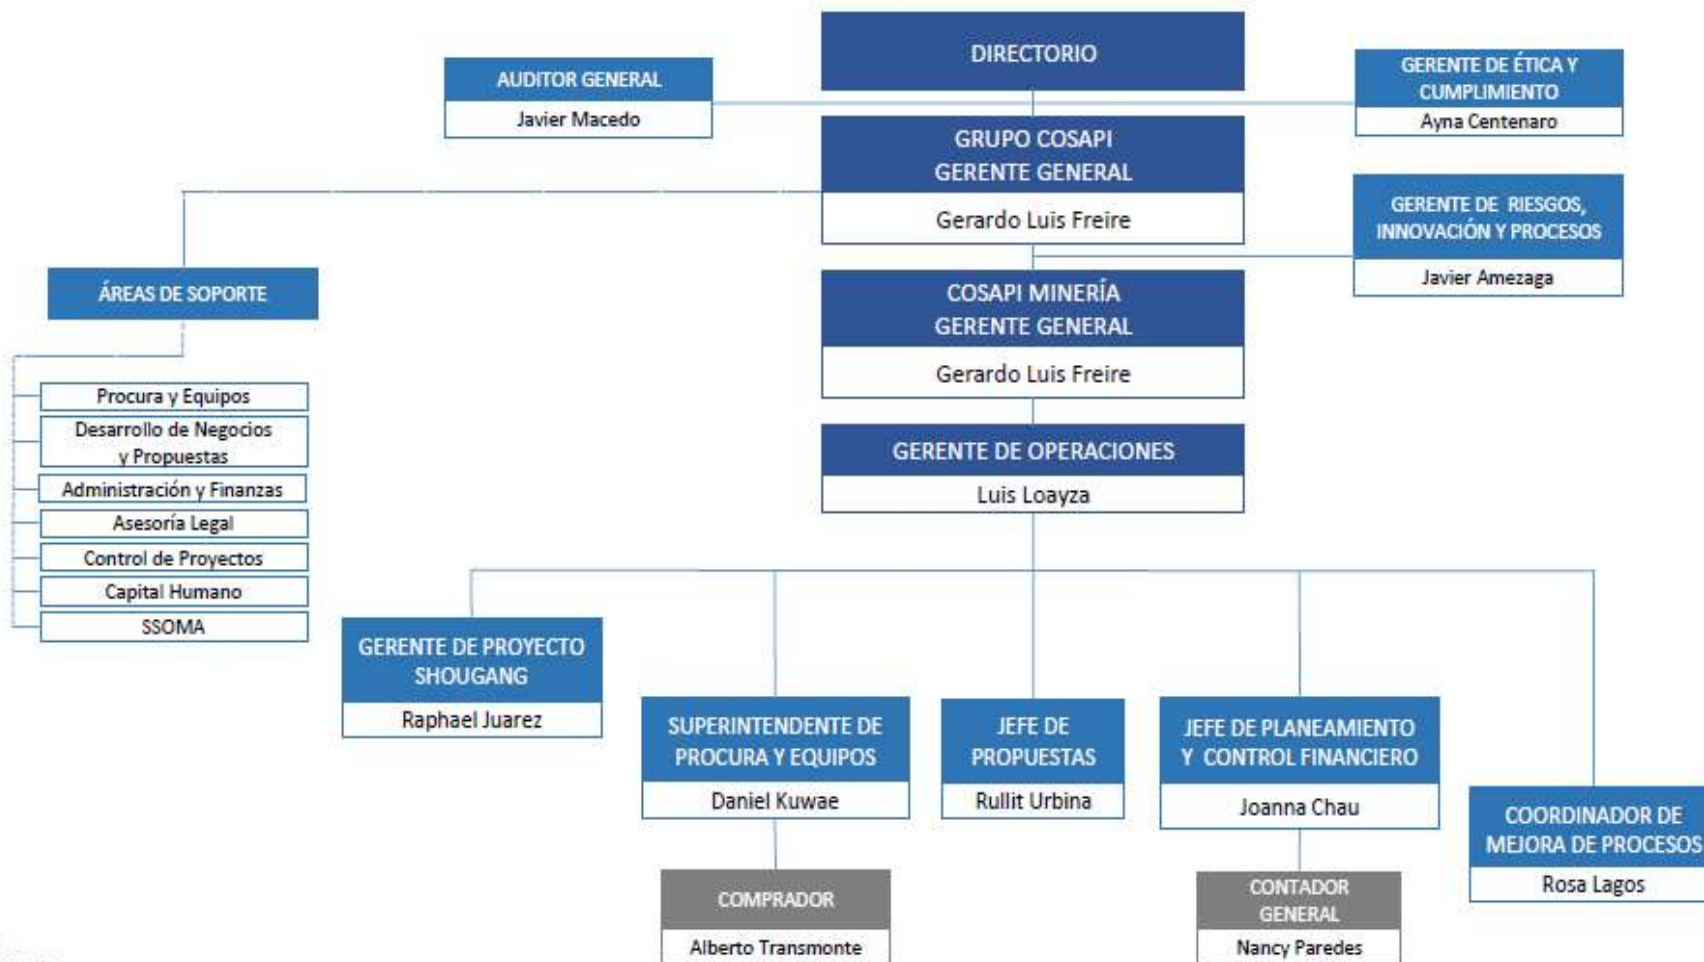 DIRECTORIO
AUDITOR GENERAL
Javier Macedo
GERENTE DE ÉTICA Y
CUMPLIMIENTO
Ayna Centenaro
GRUPO COSAPI
GERENTE GENERAL
Gerardo Luis Freire
GERENTE DE RIESGOS,
INNOVACIÓN Y PROCESOS
Javier Amezaga
ÁREAS DE SOPORTE
Procura y Equipos
Desarrollo de Negocios
y Propuestas
Administración y Finanzas
Asesoría Legal
Control de Proyectos
Capital Humano
SSOMA
COSAPI MINERÍA
GERENTE GENERAL
Gerardo Luis Freire
GERENTE DE OPERACIONES
Luis Loayza
GERENTE DE PROYECTO
SHOUGANG
Raphael Juarez
SUPERINTENDENTE DE
PROCURA Y EQUIPOS
Daniel Kuwae
JEFE DE
PROPUESTAS
Rullit Urbina
JEFE DE PLANEAMIENTO
Y CONTROL FINANCIERO
Joanna Chau
COORDINADOR DE
MEJORA DE PROCESOS
Rosa Lagos
COMPRADOR
Alberto Transmonte
CONTADOR
GENERAL
Nancy Paredes